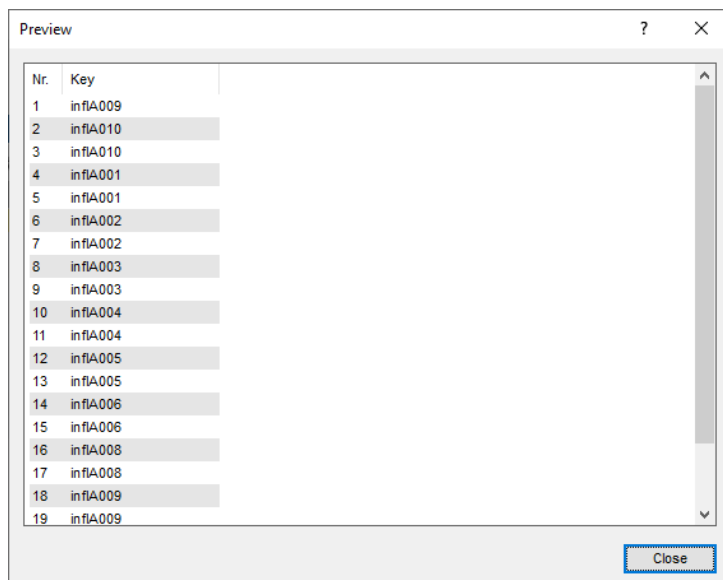 Preview
Nr. Key
1 inflA009
2 inflA010
3 inflA010
4 inflA001
5 inflA001
6 inflA002
7 inflA002
8 inflA003
9 inflA003
10 inflA004
11 inflA004
12 inflA005
13 inflA005
14 inflA006
15 inflA006
16 inflA008
17 inflA008
18 inflA009
19 inflA009
Close